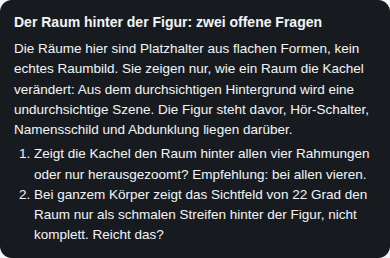 Der Raum hinter der Figur: zwei offene Fragen
Die Räume hier sind Platzhalter aus flachen Formen, kein
echtes Raumbild. Sie zeigen nur, wie ein Raum die Kachel
verändert: Aus dem durchsichtigen Hintergrund wird eine
undurchsichtige Szene. Die Figur steht davor, Hör-Schalter,
Namensschild und Abdunklung liegen darüber.
1. Zeigt die Kachel den Raum hinter allen vier Rahmungen
oder nur herausgezoomt? Empfehlung: bei allen vieren.
2. Bei ganzem Körper zeigt das Sichtfeld von 22 Grad den
Raum nur als schmalen Streifen hinter der Figur, nicht
komplett. Reicht das?